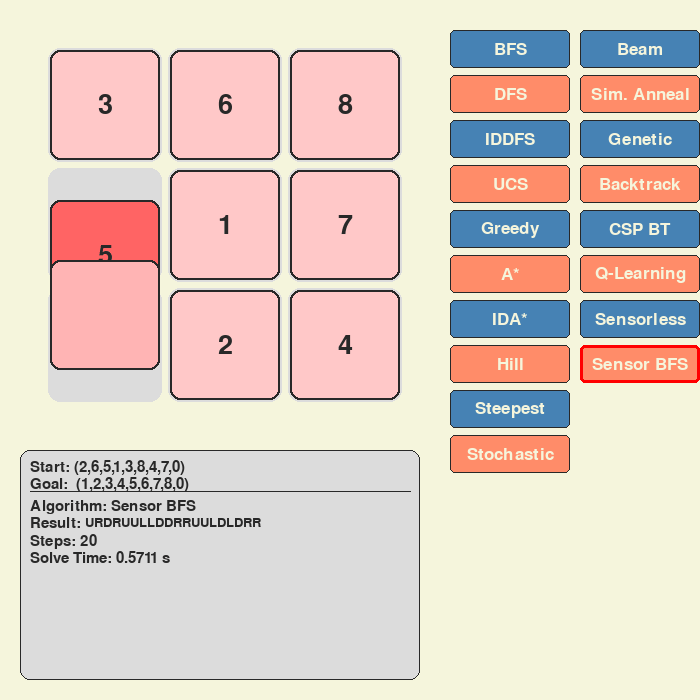 3 6 8
5 1 7
2 4
BFS Beam
DFS Sim. Anneal
IDDFS Genetic
UCS Backtrack
Greedy CSP BT
A* Q-Learning
IDA* Sensorless
Hill Sensor BFS
Steepest
Stochastic
Start: (2,6,5,1,3,8,4,7,0)
Goal: (1,2,3,4,5,6,7,8,0)
Algorithm: Sensor BFS
Result: URDRUULLDDRRUULDLDRR
Steps: 20
Solve Time: 0.5711 s